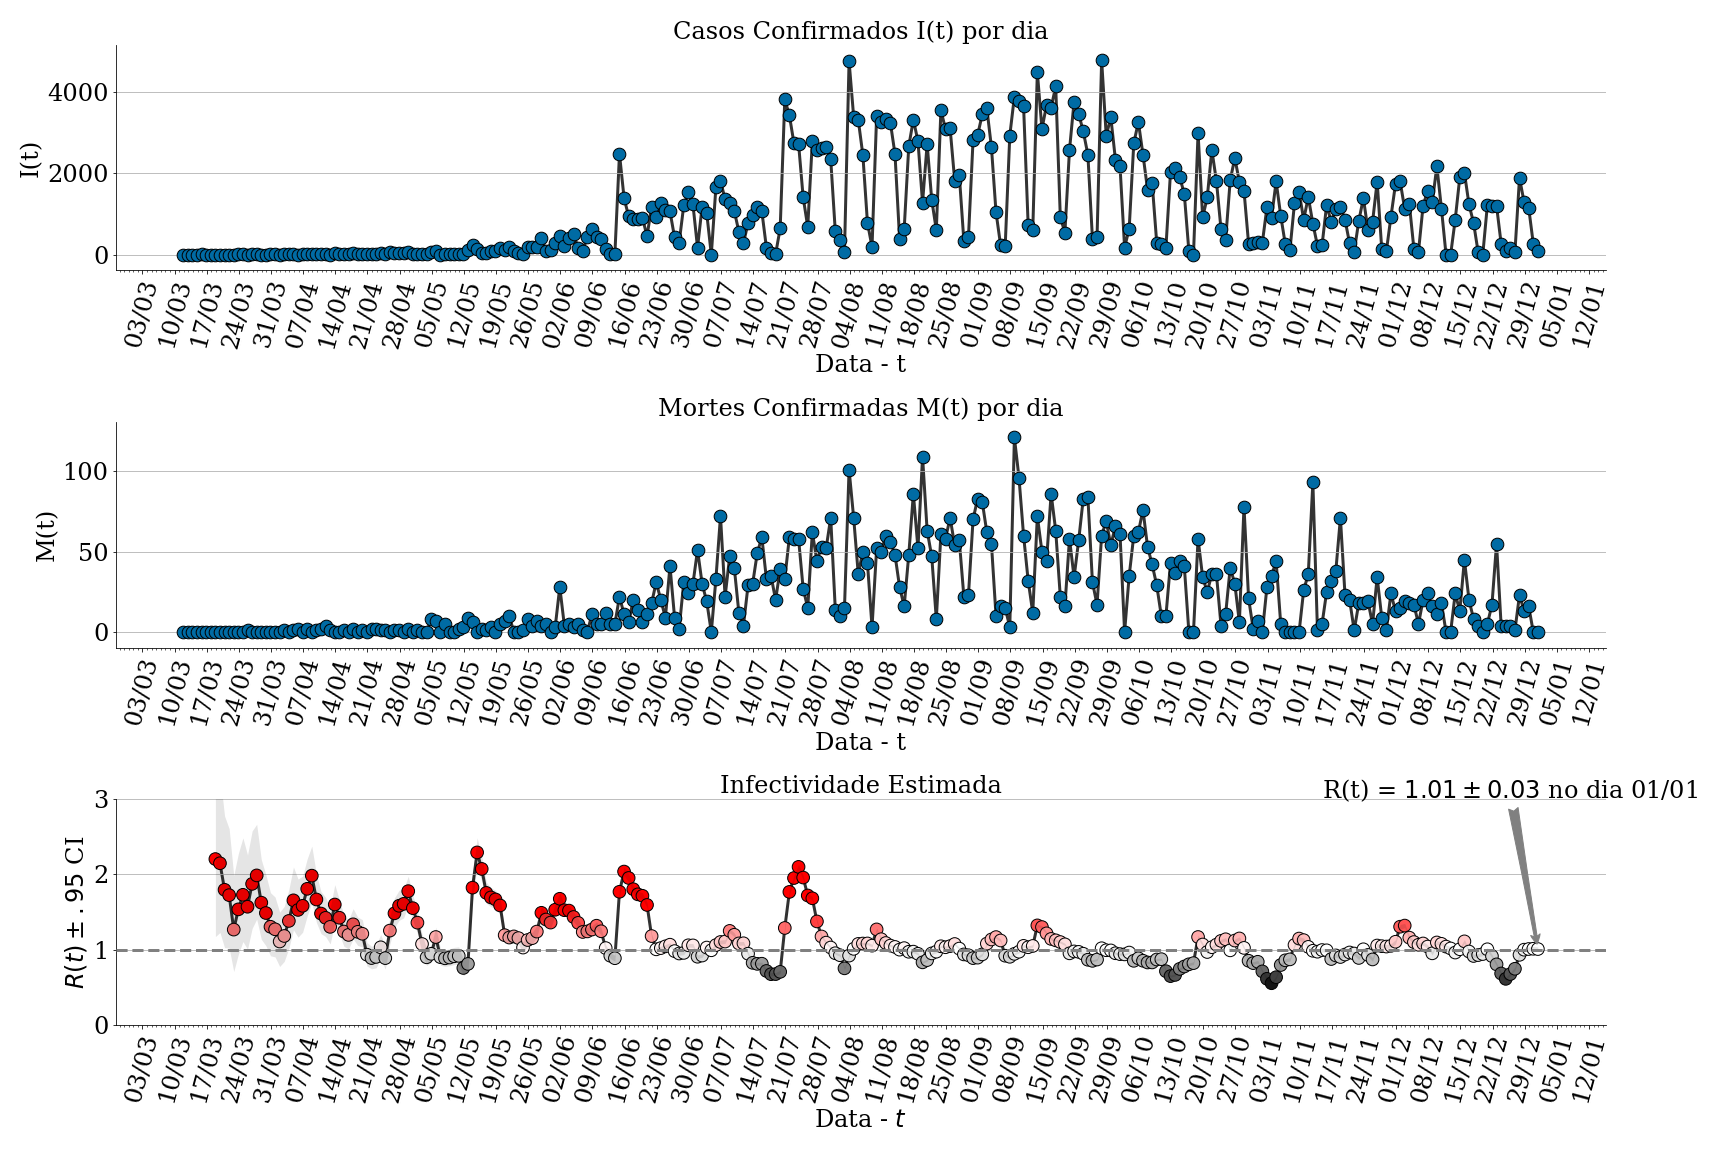 Casos Confirmados I(t) por dia
I(t)
4000
2000
0
03/03 10/03 17/03 24/03 31/03 07/04 14/04 21/04 28/04 05/05 12/05 19/05 26/05 02/06 09/06 16/06 23/06 30/06 07/07 14/07 21/07 28/07 04/08 11/08 18/08 25/08 01/09 08/09 15/09 22/09 29/09 06/10 13/10 20/10 27/10 03/11 10/11 17/11 24/11 01/12 08/12 15/12 22/12 29/12 05/01 12/01
Data - t
Mortes Confirmadas M(t) por dia
M(t)
100
50
0
03/03 10/03 17/03 24/03 31/03 07/04 14/04 21/04 28/04 05/05 12/05 19/05 26/05 02/06 09/06 16/06 23/06 30/06 07/07 14/07 21/07 28/07 04/08 11/08 18/08 25/08 01/09 08/09 15/09 22/09 29/09 06/10 13/10 20/10 27/10 03/11 10/11 17/11 24/11 01/12 08/12 15/12 22/12 29/12 05/01 12/01
Data - t
Infectividade Estimada
R(t) = 1.01 ± 0.03 no dia 01/01
R(t) ± .95 CI
3
2
1
0
03/03 10/03 17/03 24/03 31/03 07/04 14/04 21/04 28/04 05/05 12/05 19/05 26/05 02/06 09/06 16/06 23/06 30/06 07/07 14/07 21/07 28/07 04/08 11/08 18/08 25/08 01/09 08/09 15/09 22/09 29/09 06/10 13/10 20/10 27/10 03/11 10/11 17/11 24/11 01/12 08/12 15/12 22/12 29/12 05/01 12/01
Data - t